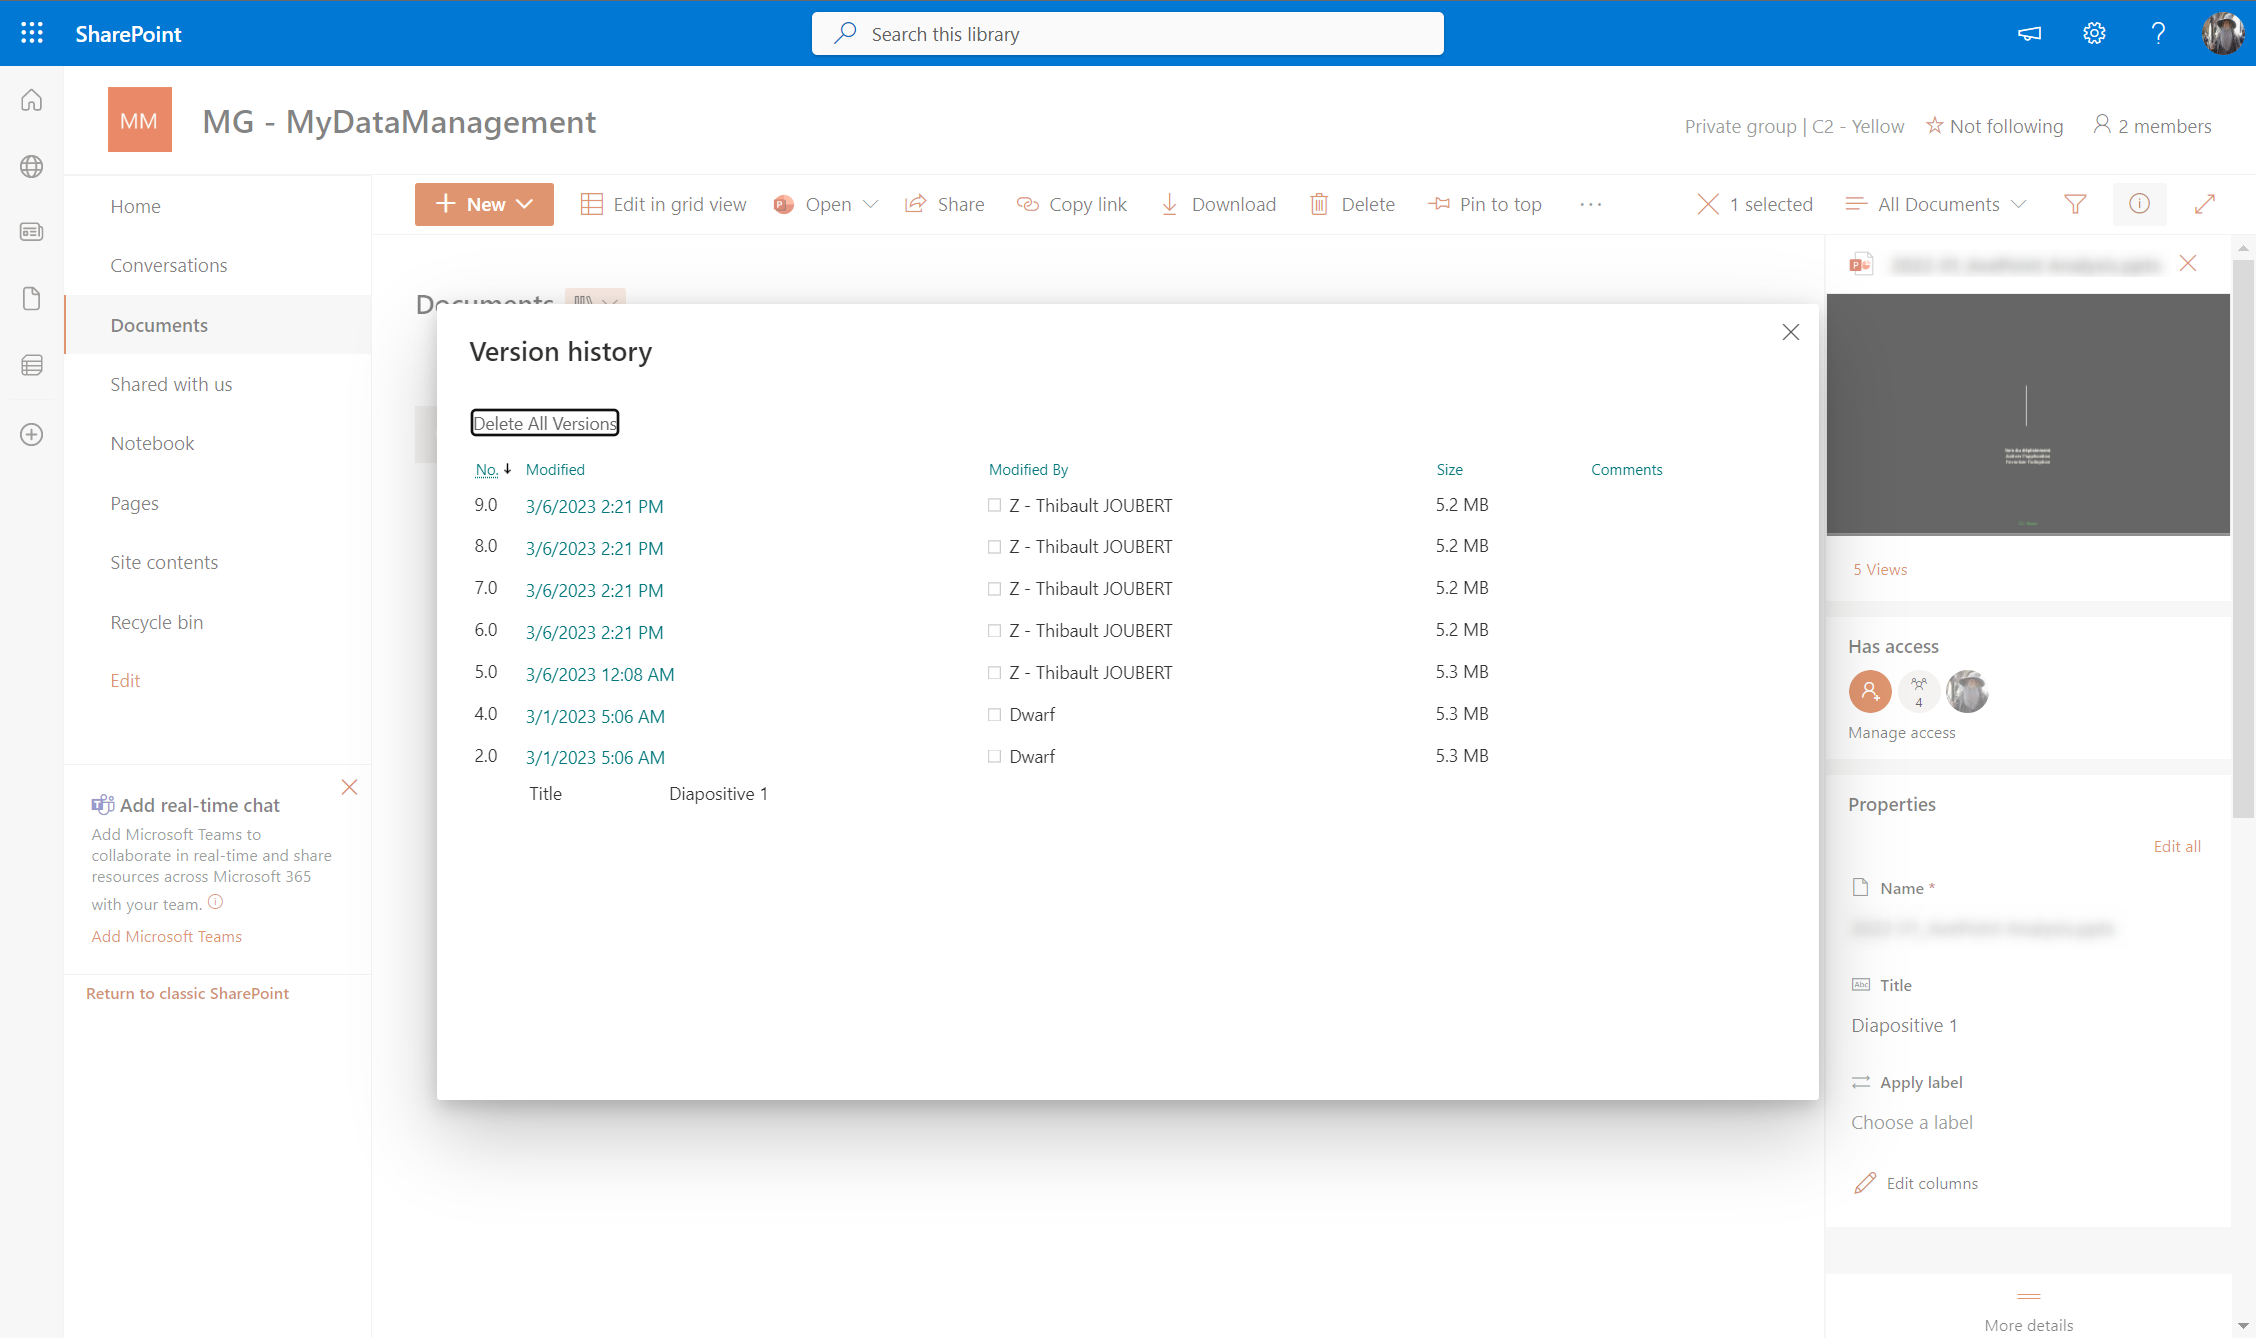 SharePoint
Search this library
MM
MG - MyDataManagement
Private group | C2 - Yellow
Not following
2 members
New
Edit in grid view
Open
Share
Copy link
Download
Delete
Pin to top
1 selected
All Documents
Home
Conversations
Documents
Shared with us
Notebook
Pages
Site contents
Recycle bin
Edit
Add real-time chat
Add Microsoft Teams to
collaborate in real-time and share
resources across Microsoft 365
with your team.
Add Microsoft Teams
Return to classic SharePoint
Documents
Version history
Delete All Versions
No. Modified Modified By Size Comments
9.0 3/6/2023 2:21 PM Z - Thibault JOUBERT 5.2 MB
8.0 3/6/2023 2:21 PM Z - Thibault JOUBERT 5.2 MB
7.0 3/6/2023 2:21 PM Z - Thibault JOUBERT 5.2 MB
6.0 3/6/2023 2:21 PM Z - Thibault JOUBERT 5.2 MB
5.0 3/6/2023 12:08 AM Z - Thibault JOUBERT 5.3 MB
4.0 3/1/2023 5:06 AM Dwarf 5.3 MB
2.0 3/1/2023 5:06 AM Dwarf 5.3 MB
Title Diapositive 1
5 Views
Has access
4
Manage access
Properties
Edit all
Name *
Abc Title
Diapositive 1
Apply label
Choose a label
Edit columns
More details